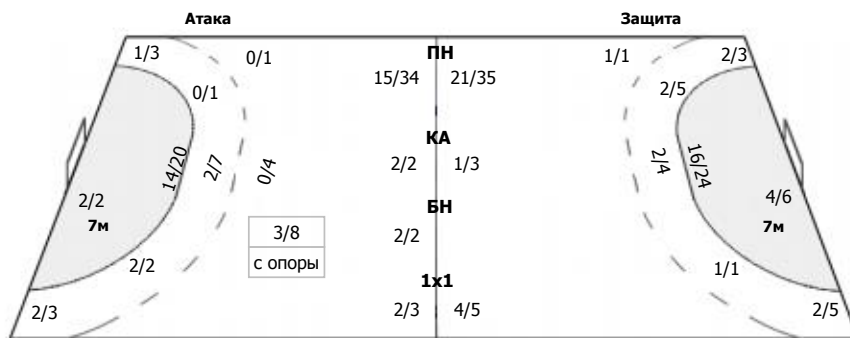 Атака Защита
1/3 0/1 ПН 1/1 2/3
15/34 21/35
0/1 2/5
КА
14/20 2/7 0/4 2/2 1/3 2/4 16/24
2/2 БН 4/6
7м 3/8 2/2 7м
с опоры
2/2 1x1 1/1
2/3 2/3 4/5 2/5